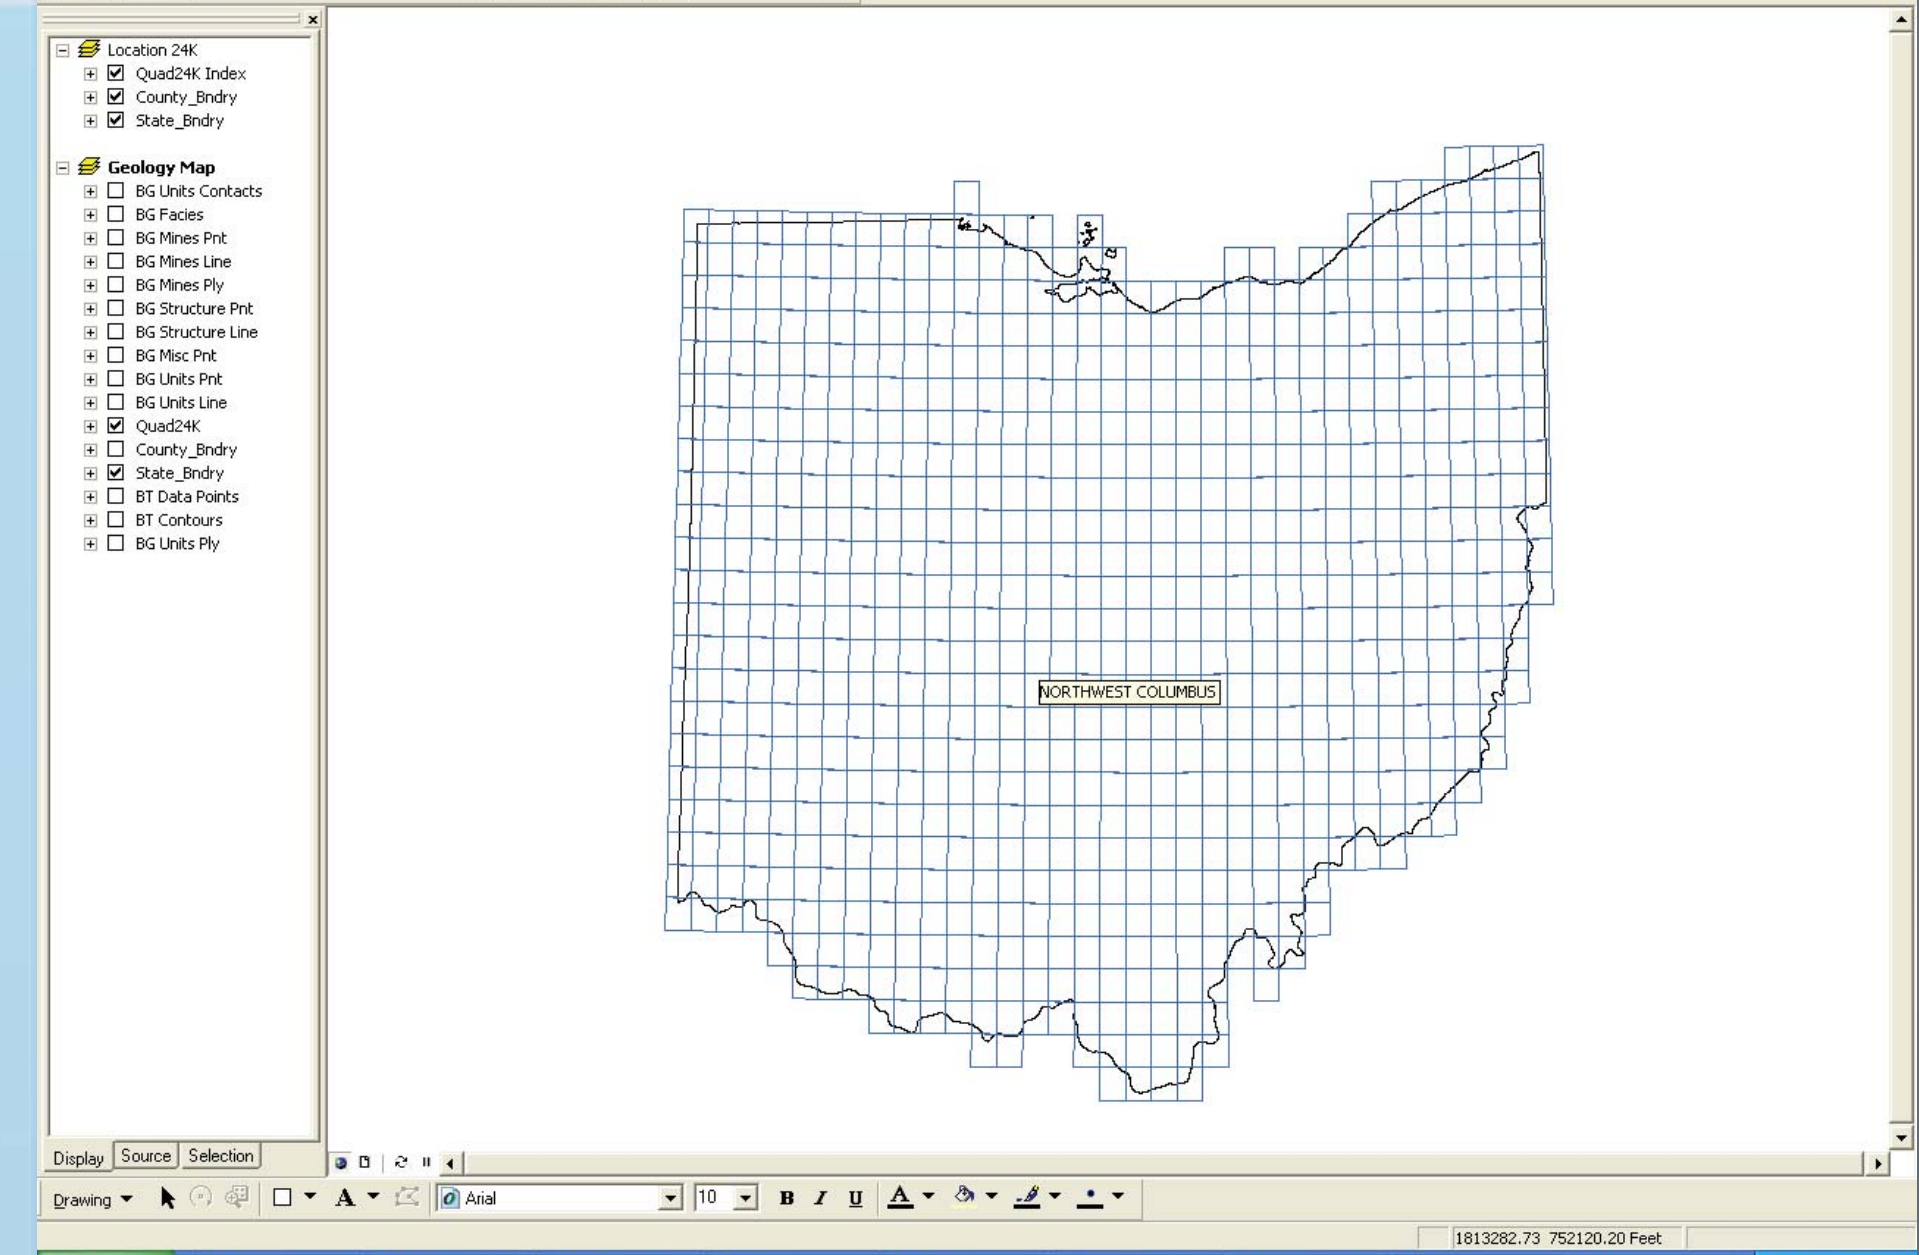 Location 24K
Quad24K Index
County_Bndry
State_Bndry
Geology Map
BG Units Contacts
BG Facies
BG Mines Pnt
BG Mines Line
BG Mines Ply
BG Structure Pnt
BG Structure Line
BG Misc Pnt
BG Units Pnt
BG Units Line
Quad24K
County_Bndry
State_Bndry
BT Data Points
BT Contours
BG Units Ply
NORTHWEST COLUMBUS
Display Source Selection
Drawing A Arial 10 B I U A
1813282.73 752120.20 Feet